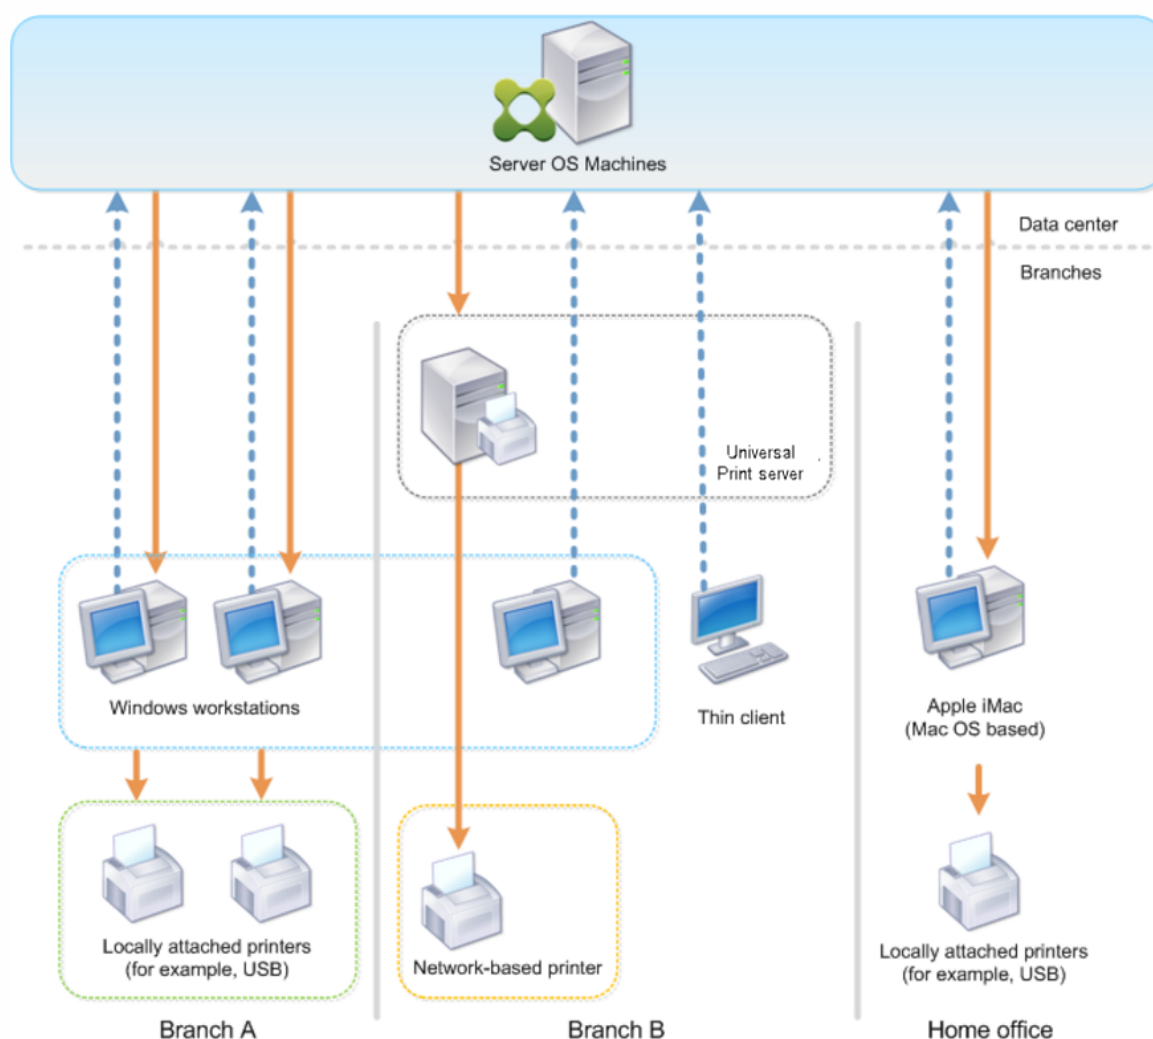 Server OS Machines
Data center
Branches
Universal
Print server
Windows workstations
Thin client
Apple iMac
(Mac OS based)
Locally attached printers
(for example, USB)
Network-based printer
Locally attached printers
(for example, USB)
Branch A
Branch B
Home office